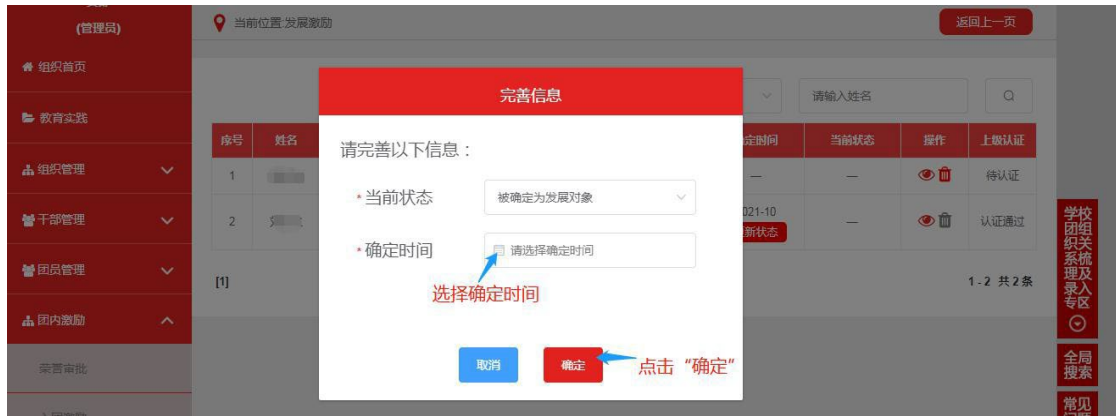 (管理员)
当前位置:发展激励
返回上一页
组织首页
教育实践
组织管理
干部管理
团员管理
团内激励
荣誉审批
完善信息
请完善以下信息：
*当前状态
被确定为发展对象
*确定时间
请选择确定时间
选择确定时间
取消
确定
点击“确定”
请输入姓名
序号
姓名
定时间
当前状态
操作
上级认证
1
—
—
待认证
2
021-10
新状态
—
认证通过
[1]
1-2 共2条
学校
团组
织关
系梳
理及
录入
专区
全局
搜索
常见